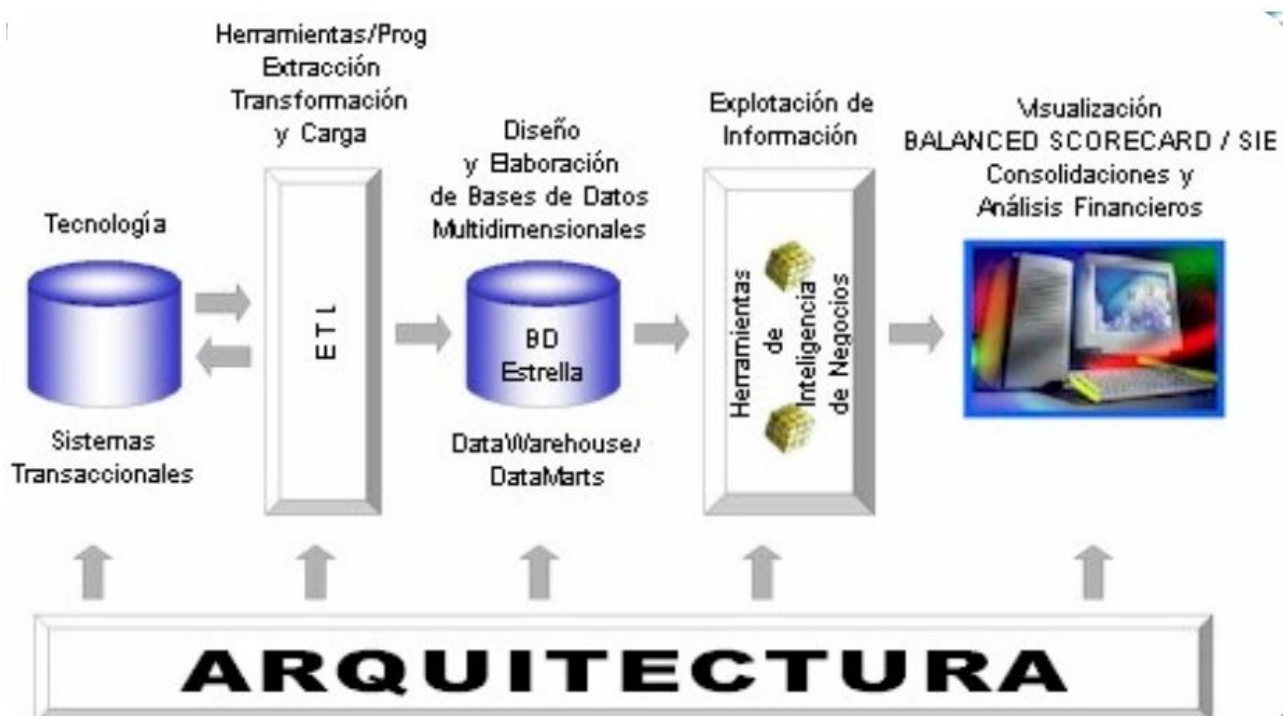 Herramientas/Prog
Extracción
Transformación
y Carga
Diseño
y Elaboración
de Bases de Datos
Multidimensionales
Explotación de
Información
Visualización
BALANCED SCORECARD / SIE
Consolidaciones y
Análisis Financieros
Tecnología
ETL
BD
Estrella
Herramientas
de
Inteligencia
de Negocios
Sistemas
Transaccionales
DataWarehouse/
DataMarts
ARQUITECTURA